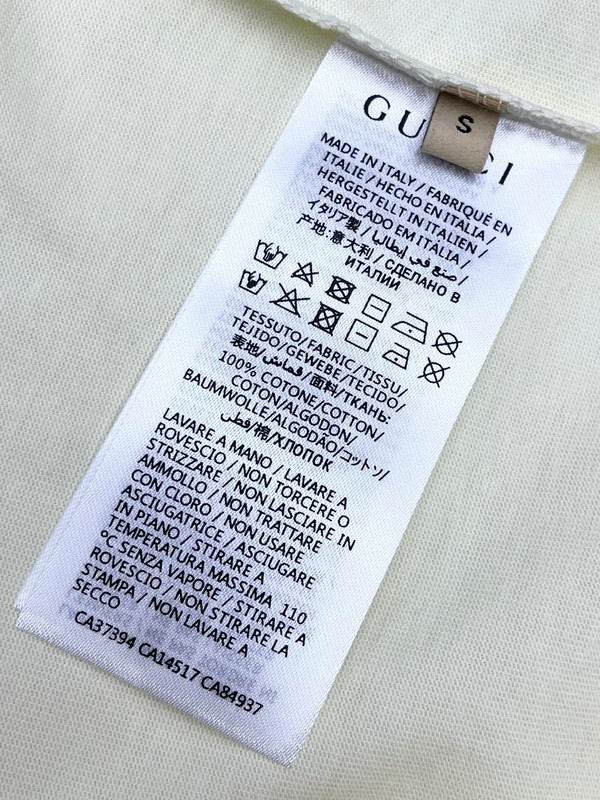 GUCCI
S
MADE IN ITALY / FABRIQUÉ EN
ITALIE / HECHO EN ITALIA /
HERGESTELLT IN ITALIEN /
FABRICADO EM ITÁLIA /
イタリア製 / صنع في إيطاليا /
产地：意大利 / СДЕЛАНО В
ИТАЛИИ
TESSUTO/FABRIC/TISSU/
TEJIDO/GEWEBE/TECIDO/
表地/قماش/面料/ТКАНЬ:
100% COTONE/COTTON/
COTON/ALGODON/
BAUMWOLLE/ALGODÃO/コットン/
قطن/棉/ХЛОПОК
LAVARE A MANO / LAVARE A
ROVESCIO / NON TORCERE O
STRIZZARE / NON LASCIARE IN
AMMOLLO / NON TRATTARE
CON CLORO / NON USARE
ASCIUGATRICE / ASCIUGARE
IN PIANO / STIRARE A
TEMPERATURA MASSIMA 110
°C SENZA VAPORE / STIRARE A
ROVESCIO / NON STIRARE LA
STAMPA / NON LAVARE A
SECCO
CA37394 CA14517 CA84937